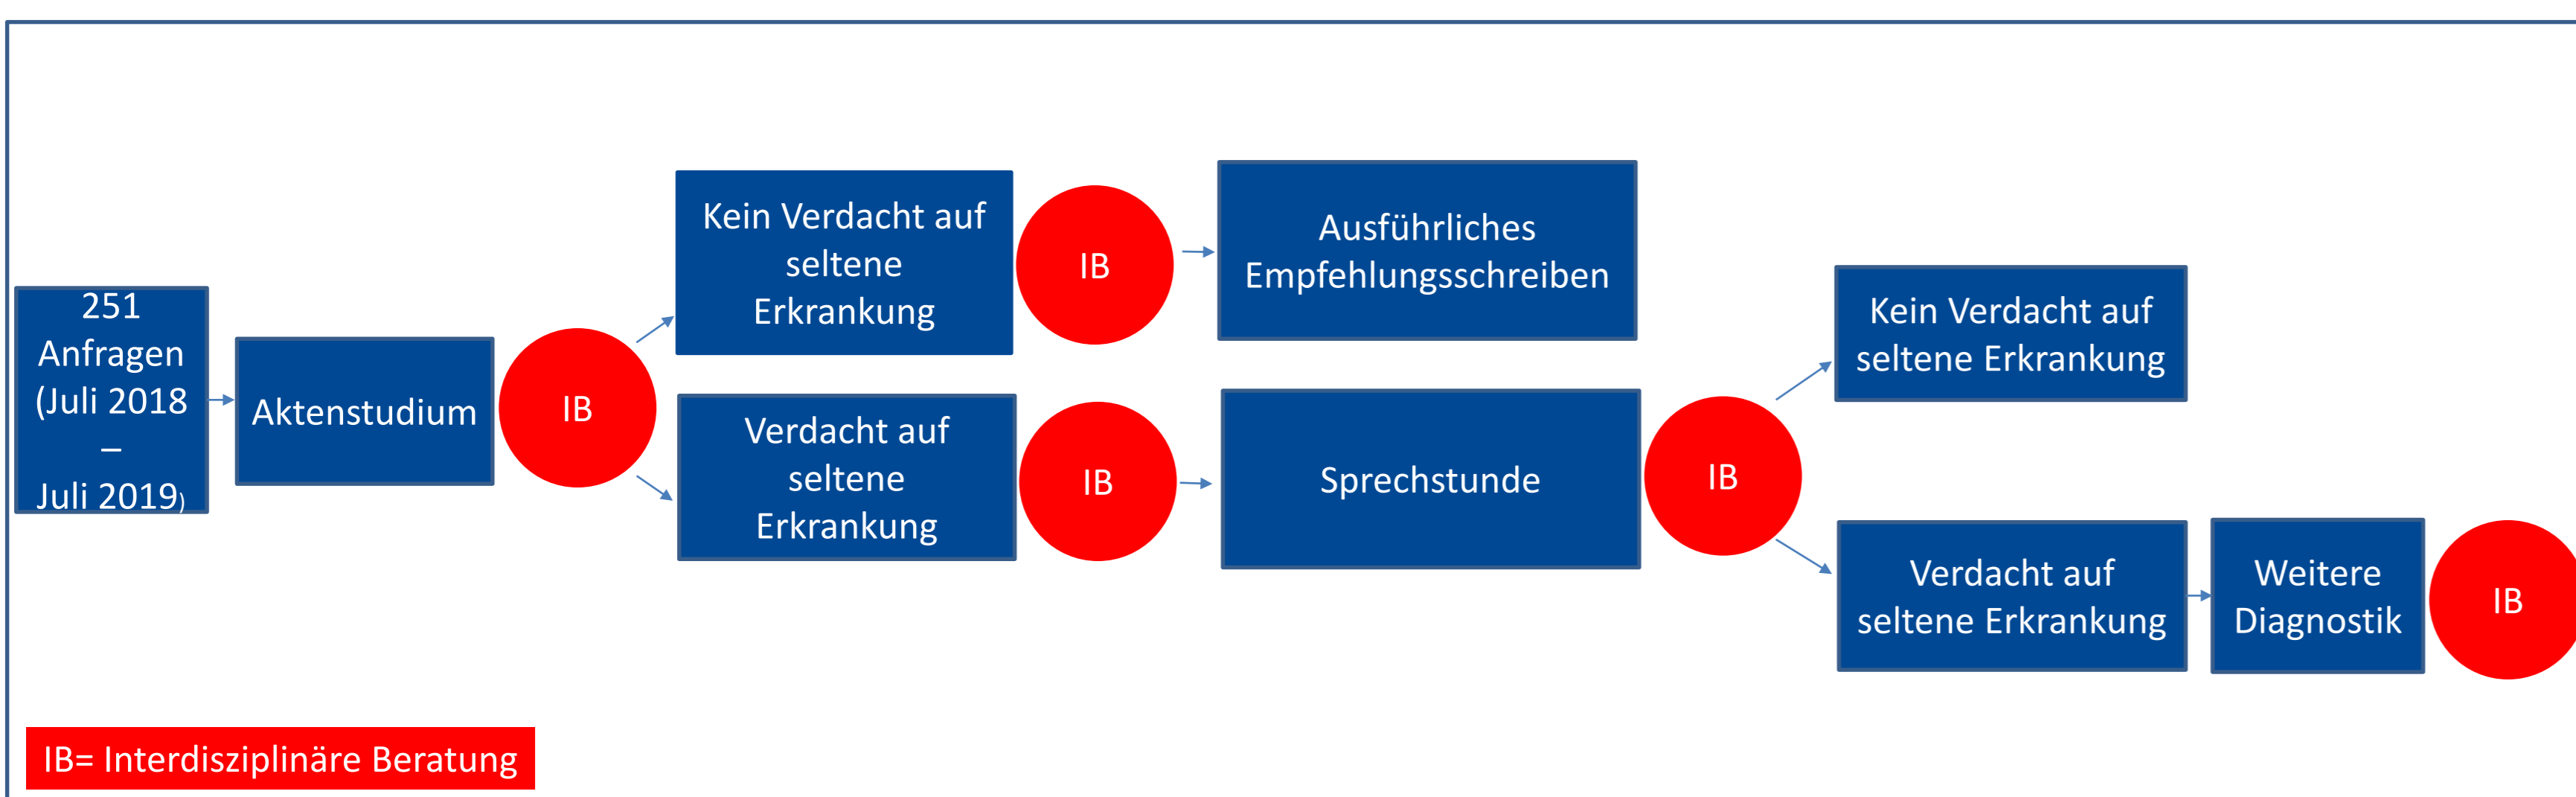 251
Anfragen
(Juli 2018
–
Juli 2019)
Aktenstudium
IB
Kein Verdacht auf
seltene
Erkrankung
IB
Ausführliches
Empfehlungsschreiben
Verdacht auf
seltene
Erkrankung
IB
Sprechstunde
IB
Kein Verdacht auf
seltene Erkrankung
Verdacht auf
seltene Erkrankung
Weitere
Diagnostik
IB
IB= Interdisziplinäre Beratung